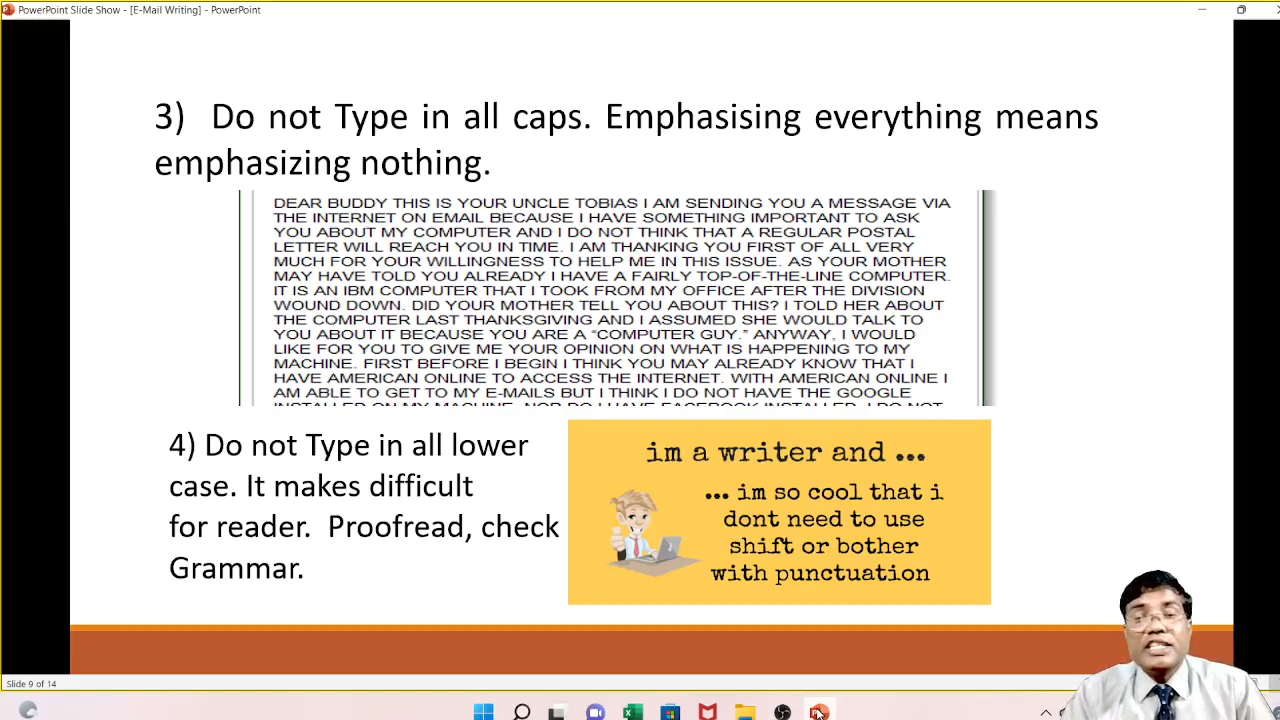 PowerPoint Slide Show - [E-Mail Writing] - PowerPoint
3) Do not Type in all caps. Emphasising everything means
emphasizing nothing.
DEAR BUDDY THIS IS YOUR UNCLE TOBIAS I AM SENDING YOU A MESSAGE VIA
THE INTERNET ON EMAIL BECAUSE I HAVE SOMETHING IMPORTANT TO ASK
YOU ABOUT MY COMPUTER AND I DO NOT THINK THAT A REGULAR POSTAL
LETTER WILL REACH YOU IN TIME. I AM THANKING YOU FIRST OF ALL VERY
MUCH FOR YOUR WILLINGNESS TO HELP ME IN THIS ISSUE. AS YOUR MOTHER
MAY HAVE TOLD YOU ALREADY I HAVE A FAIRLY TOP-OF-THE-LINE COMPUTER.
IT IS AN IBM COMPUTER THAT I TOOK FROM MY OFFICE AFTER THE DIVISION
WOUND DOWN. DID YOUR MOTHER TELL YOU ABOUT THIS? I TOLD HER ABOUT
THE COMPUTER LAST THANKSGIVING AND I ASSUMED SHE WOULD TALK TO
YOU ABOUT IT BECAUSE YOU ARE A “COMPUTER GUY.” ANYWAY, I WOULD
LIKE FOR YOU TO GIVE ME YOUR OPINION ON WHAT IS HAPPENING TO MY
MACHINE. FIRST BEFORE I BEGIN I THINK YOU MAY ALREADY KNOW THAT I
HAVE AMERICAN ONLINE TO ACCESS THE INTERNET. WITH AMERICAN ONLINE I
AM ABLE TO GET TO MY E-MAILS BUT I THINK I DO NOT HAVE THE GOOGLE
INSTALLED ON MY MACHINE, NOR DO I HAVE FACEBOOK INSTALLED. I DO NOT
4) Do not Type in all lower
case. It makes difficult
for reader. Proofread, check
Grammar.
im a writer and ...
... im so cool that i
dont need to use
shift or bother
with punctuation
Slide 9 of 14